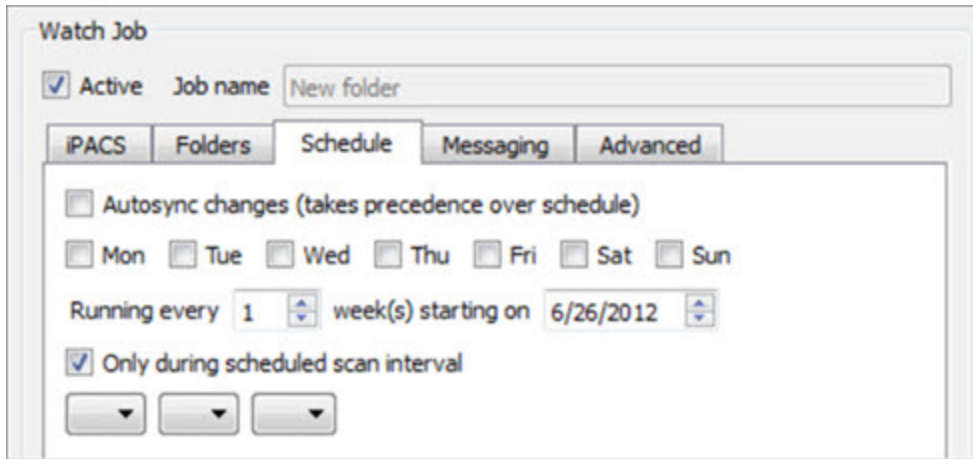 Watch Job
Active Job name New folder
iPACS Folders Schedule Messaging Advanced
Autosync changes (takes precedence over schedule)
Mon Tue Wed Thu Fri Sat Sun
Running every 1 week(s) starting on 6/26/2012
Only during scheduled scan interval